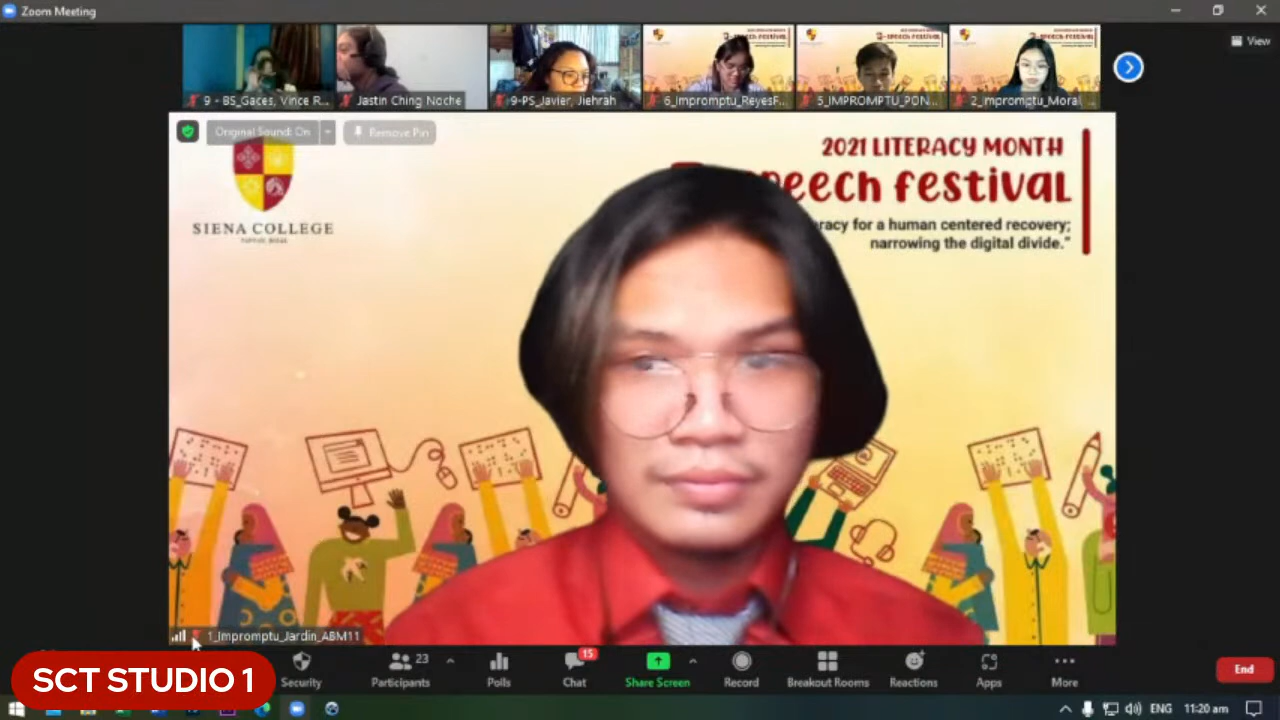 Zoom Meeting
View
9 - BS_Gaces, Vince R...
Jastin Ching Noche
9-PS_Javier, Jiehrah
6_Impromptu_ReyesF...
5_IMPROMPTU_PON...
2_Impromptu_Moral_...
Original Sound: On
Remove Pin
SIENA COLLEGE
2021 LITERACY MONTH
peech festival
racy for a human centered recovery;
narrowing the digital divide."
1_Impromptu_Jardin_ABM11
SCT STUDIO 1
Security
Participants
23
Polls
Chat
15
Share Screen
Record
Breakout Rooms
Reactions
Apps
More
End
ENG
11:20 am